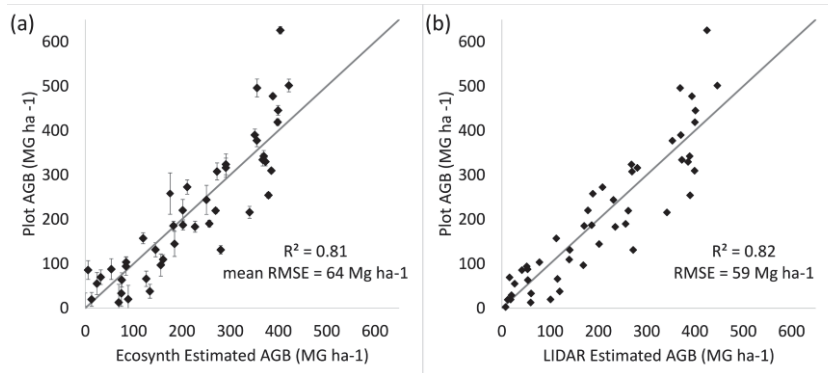 (a)
Plot AGB (MG ha -1)
600
500
400
300
200
100
0
R² = 0.81
mean RMSE = 64 Mg ha-1
0 100 200 300 400 500 600
Ecosynth Estimated AGB (MG ha-1)
(b)
Plot AGB (MG ha -1)
600
500
400
300
200
100
0
R² = 0.82
RMSE = 59 Mg ha-1
0 100 200 300 400 500 600
LIDAR Estimated AGB (MG ha-1)